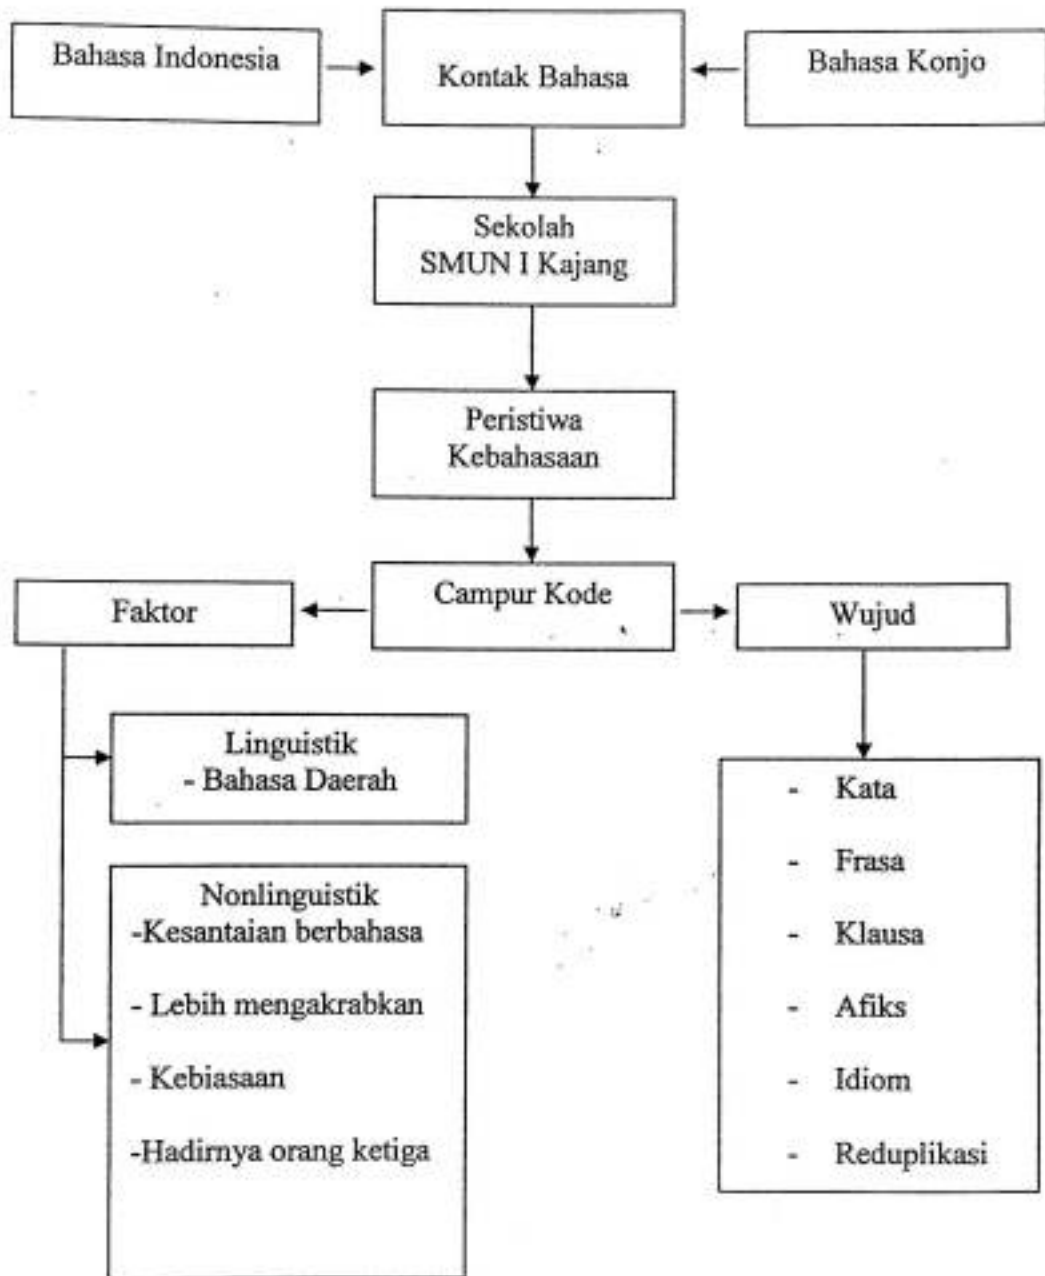 Bahasa Indonesia
Kontak Bahasa
Bahasa Konjo
Sekolah
SMUN I Kajang
Peristiwa
Kebahasaan
Campur Kode
Faktor
Wujud
Linguistik
- Bahasa Daerah
Nonlinguistik
-Kesantaian berbahasa
- Lebih mengakrabkan
- Kebiasaan
-Hadirnya orang ketiga
- Kata
- Frasa
- Klausa
- Afiks
- Idiom
- Reduplikasi